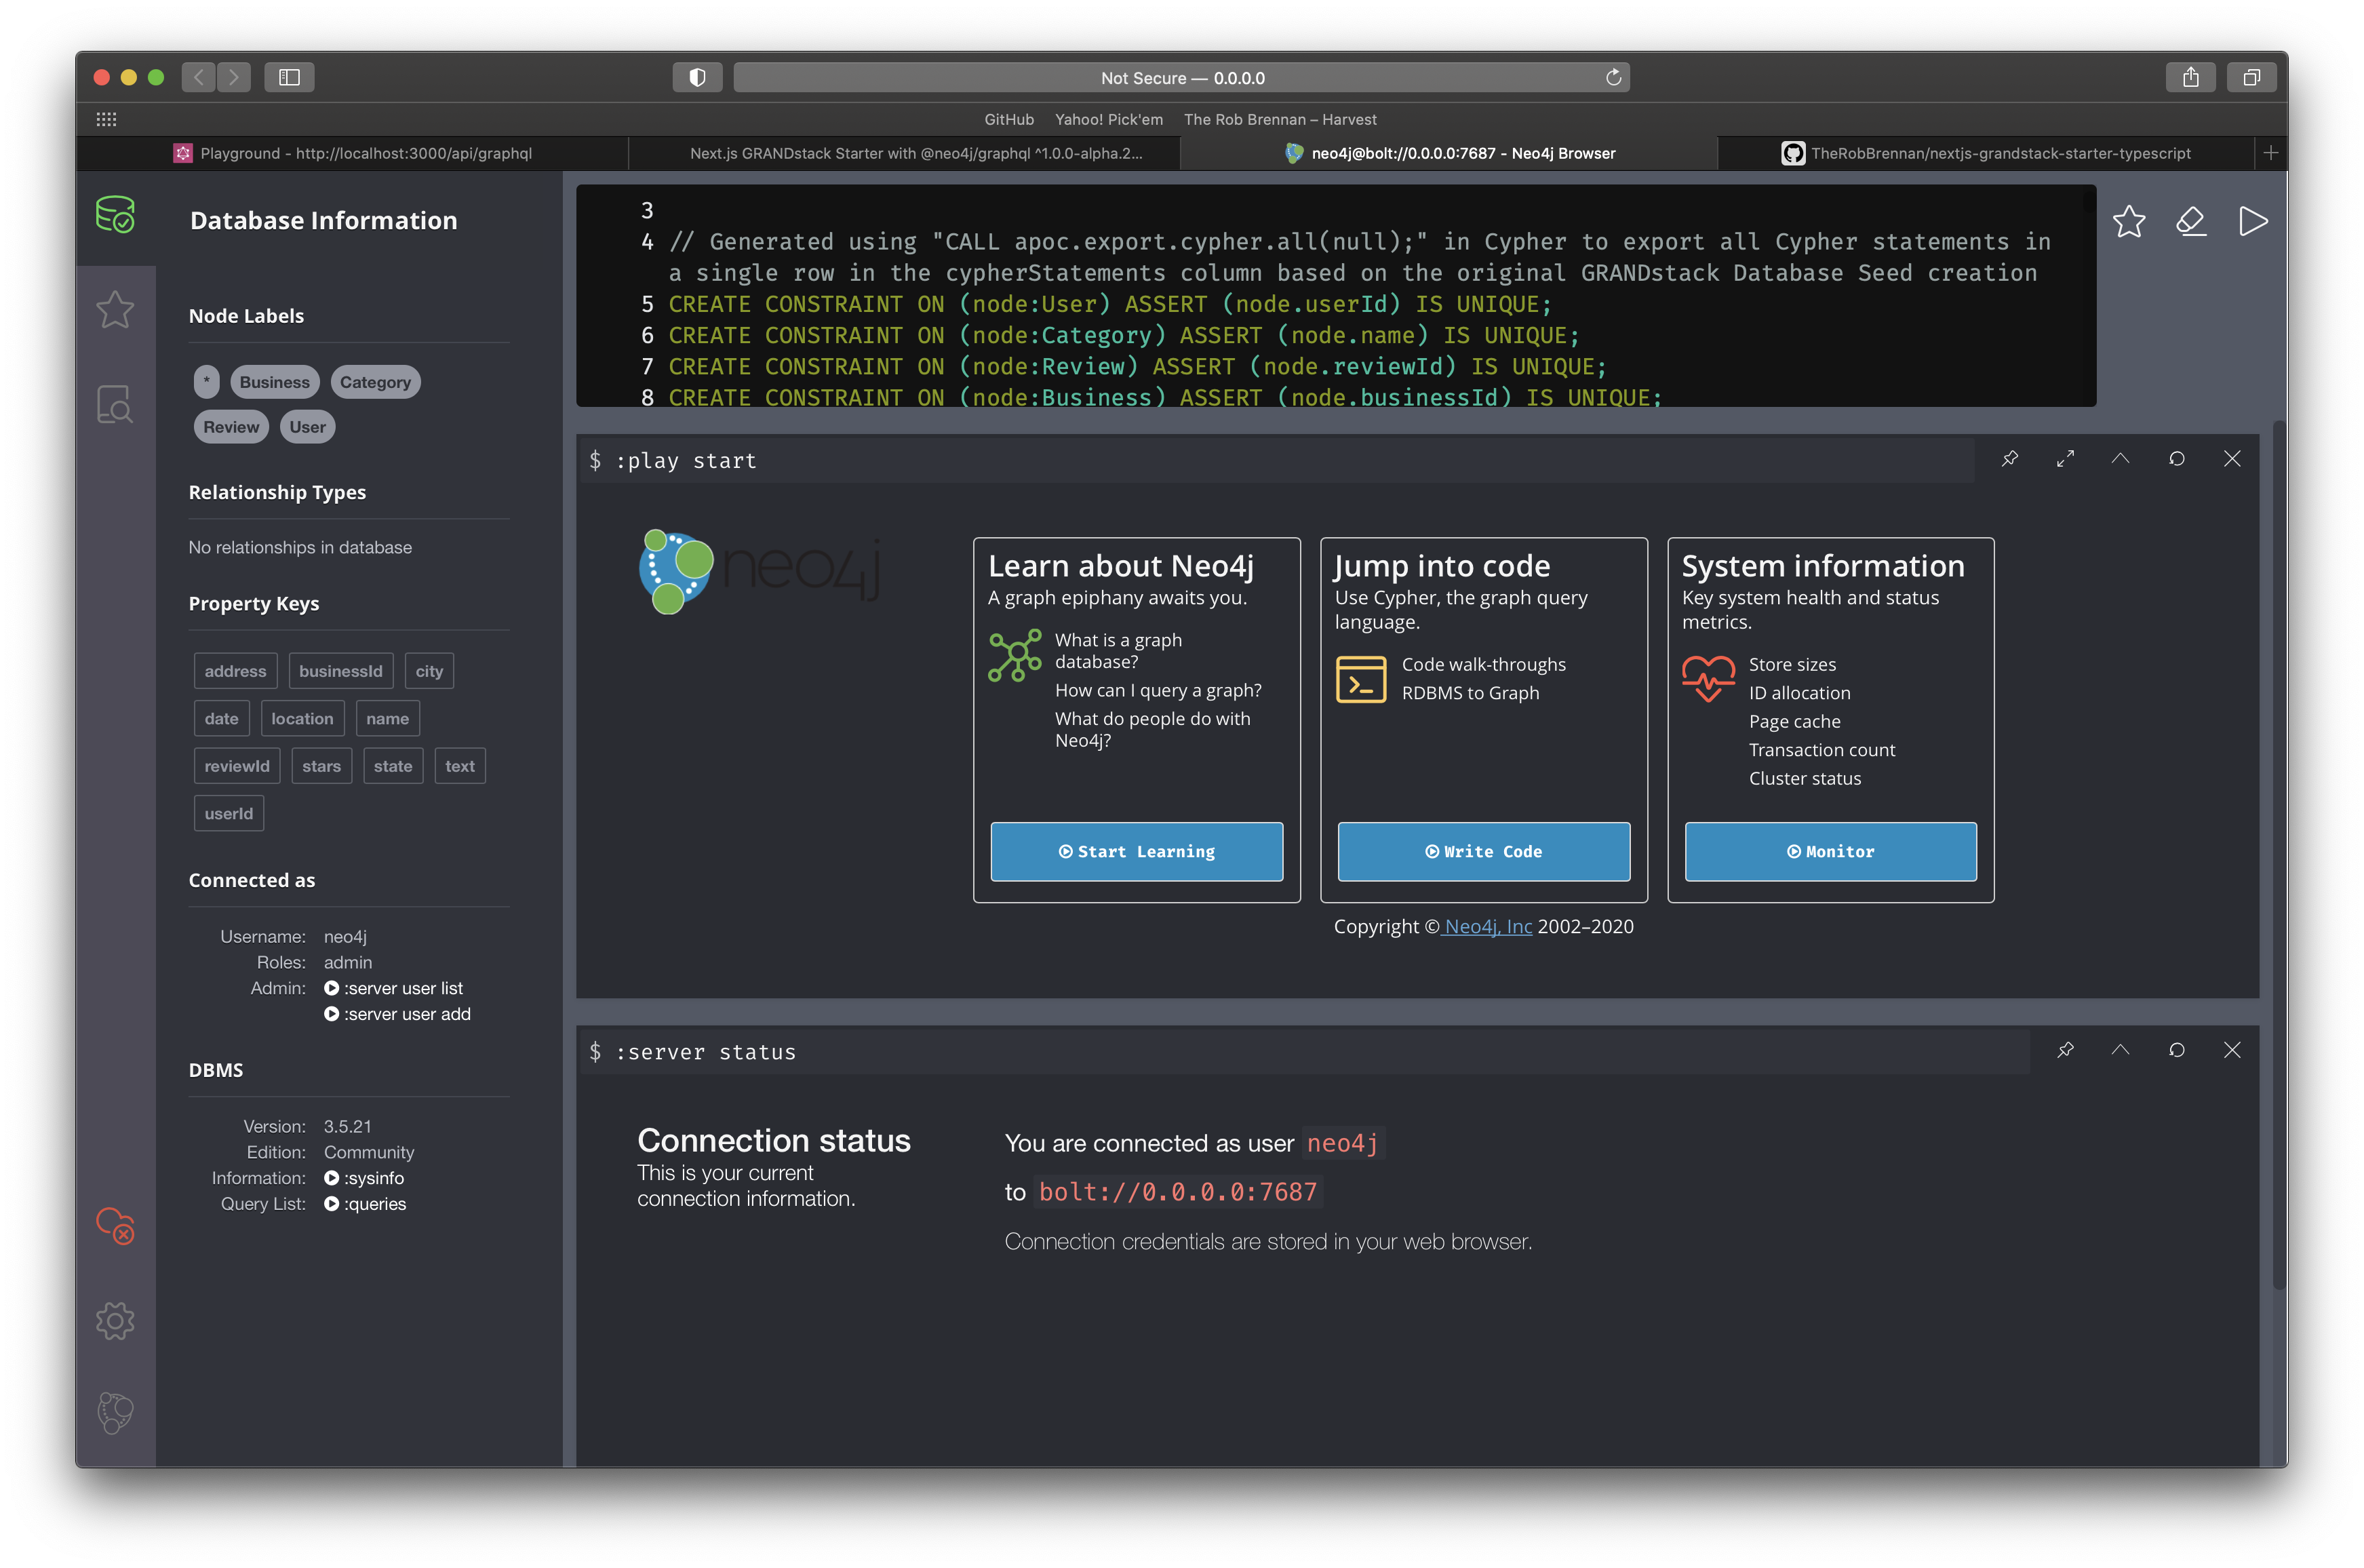 Not Secure — 0.0.0.0
GitHub Yahoo! Pick'em The Rob Brennan – Harvest
Playground - http://localhost:3000/api/graphql
Next.js GRANDstack Starter with @neo4j/graphql ^1.0.0-alpha.2...
neo4j@bolt://0.0.0.0:7687 - Neo4j Browser
TheRobBrennan/nextjs-grandstack-starter-typescript
Database Information
Node Labels
* Business Category
Review User
Relationship Types
No relationships in database
Property Keys
address businessId city
date location name
reviewId stars state text
userId
Connected as
Username: neo4j
Roles: admin
Admin: :server user list
:server user add
DBMS
Version: 3.5.21
Edition: Community
Information: :sysinfo
Query List: :queries
3
4 // Generated using "CALL apoc.export.cypher.all(null);" in Cypher to export all Cypher statements in
a single row in the cypherStatements column based on the original GRANDstack Database Seed creation
5 CREATE CONSTRAINT ON (node:User) ASSERT (node.userId) IS UNIQUE;
6 CREATE CONSTRAINT ON (node:Category) ASSERT (node.name) IS UNIQUE;
7 CREATE CONSTRAINT ON (node:Review) ASSERT (node.reviewId) IS UNIQUE;
8 CREATE CONSTRAINT ON (node:Business) ASSERT (node.businessId) IS UNIQUE;
$ :play start
neo4j
Learn about Neo4j
A graph epiphany awaits you.
What is a graph
database?
How can I query a graph?
What do people do with
Neo4j?
Start Learning
Jump into code
Use Cypher, the graph query
language.
Code walk-throughs
RDBMS to Graph
Write Code
System information
Key system health and status
metrics.
Store sizes
ID allocation
Page cache
Transaction count
Cluster status
Monitor
Copyright © Neo4j, Inc 2002–2020
$ :server status
Connection status
This is your current
connection information.
You are connected as user neo4j
to bolt://0.0.0.0:7687
Connection credentials are stored in your web browser.